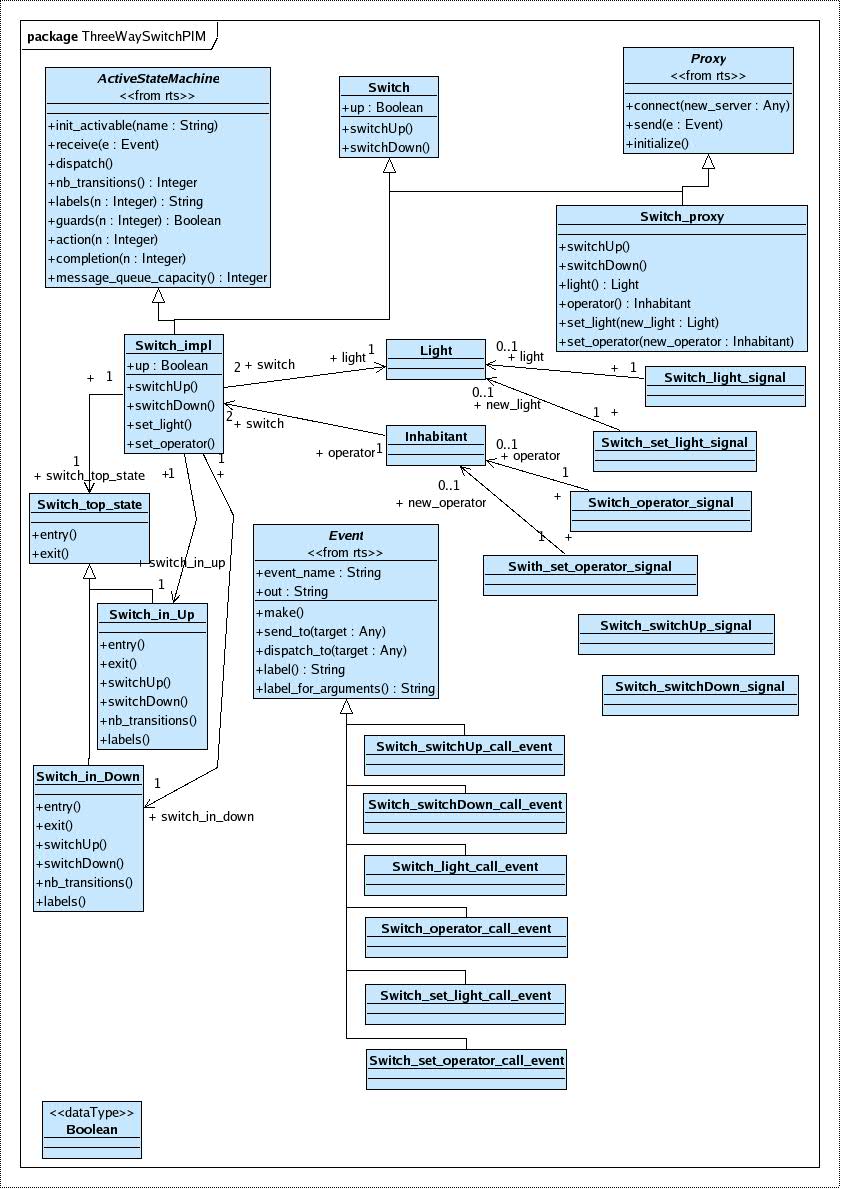 package ThreeWaySwitchPIM
ActiveStateMachine
<<from rts>>
+init_activable(name : String)
+receive(e : Event)
+dispatch()
+nb_transitions() : Integer
+labels(n : Integer) : String
+guards(n : Integer) : Boolean
+action(n : Integer)
+completion(n : Integer)
+message_queue_capacity() : Integer
Switch
+up : Boolean
+switchUp()
+switchDown()
Proxy
<<from rts>>
+connect(new_server : Any)
+send(e : Event)
+initialize()
Switch_proxy
+switchUp()
+switchDown()
+light() : Light
+operator() : Inhabitant
+set_light(new_light : Light)
+set_operator(new_operator : Inhabitant)
Switch_impl
+up : Boolean
+switchUp()
+switchDown()
+set_light()
+set_operator()
2 + switch
+ light 1
Light
0..1
+ light
+ 1
Switch_light_signal
0..1
+ new_light
1 +
Switch_set_light_signal
2
+ switch
+ operator 1
Inhabitant
0..1
+ operator
1
+
Switch_operator_signal
0..1
+ new_operator
1 +
Swith_set_operator_signal
Switch_switchUp_signal
Switch_switchDown_signal
+ 1
1
+ switch_top_state
+1
1
+
Switch_top_state
+entry()
+exit()
+ switch_in_up
1
Switch_in_Up
+entry()
+exit()
+switchUp()
+switchDown()
+nb_transitions()
+labels()
Switch_in_Down
+entry()
+exit()
+switchUp()
+switchDown()
+nb_transitions()
+labels()
1
+ switch_in_down
Event
<<from rts>>
+event_name : String
+out : String
+make()
+send_to(target : Any)
+dispatch_to(target : Any)
+label() : String
+label_for_arguments() : String
Switch_switchUp_call_event
Switch_switchDown_call_event
Switch_light_call_event
Switch_operator_call_event
Switch_set_light_call_event
Switch_set_operator_call_event
<<dataType>>
Boolean